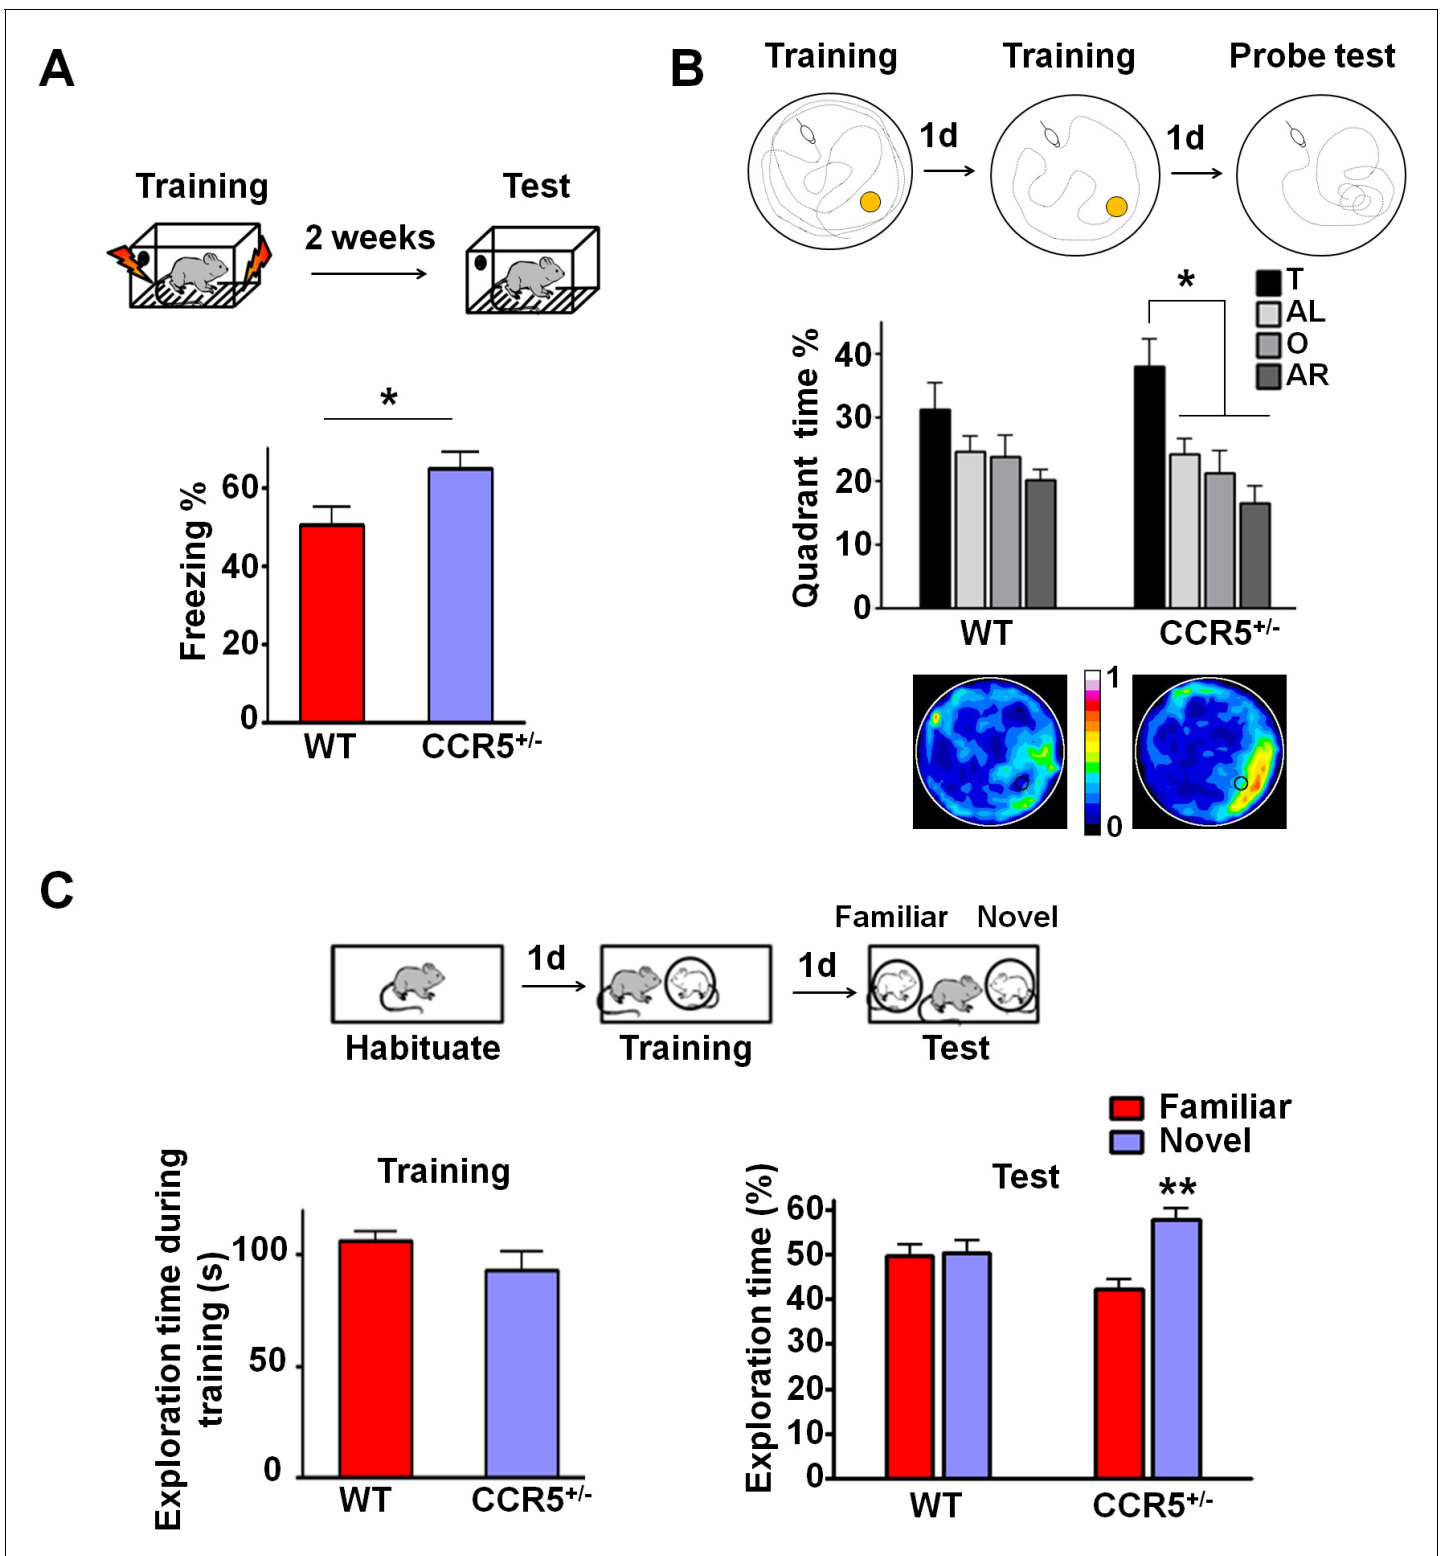 A
Training
Test
2 weeks
*
Freezing %
60
40
20
0
WT
CCR5+/-
B
Training
Training
Probe test
1d
1d
*
T
AL
O
AR
Quadrant time %
40
30
20
10
0
WT
CCR5+/-
1
0
C
Familiar
Novel
1d
1d
Habituate
Training
Test
Familiar
Novel
Training
Exploration time during
training (s)
100
50
0
WT
CCR5+/-
Test
**
Exploration time (%)
60
50
40
30
20
10
0
WT
CCR5+/-